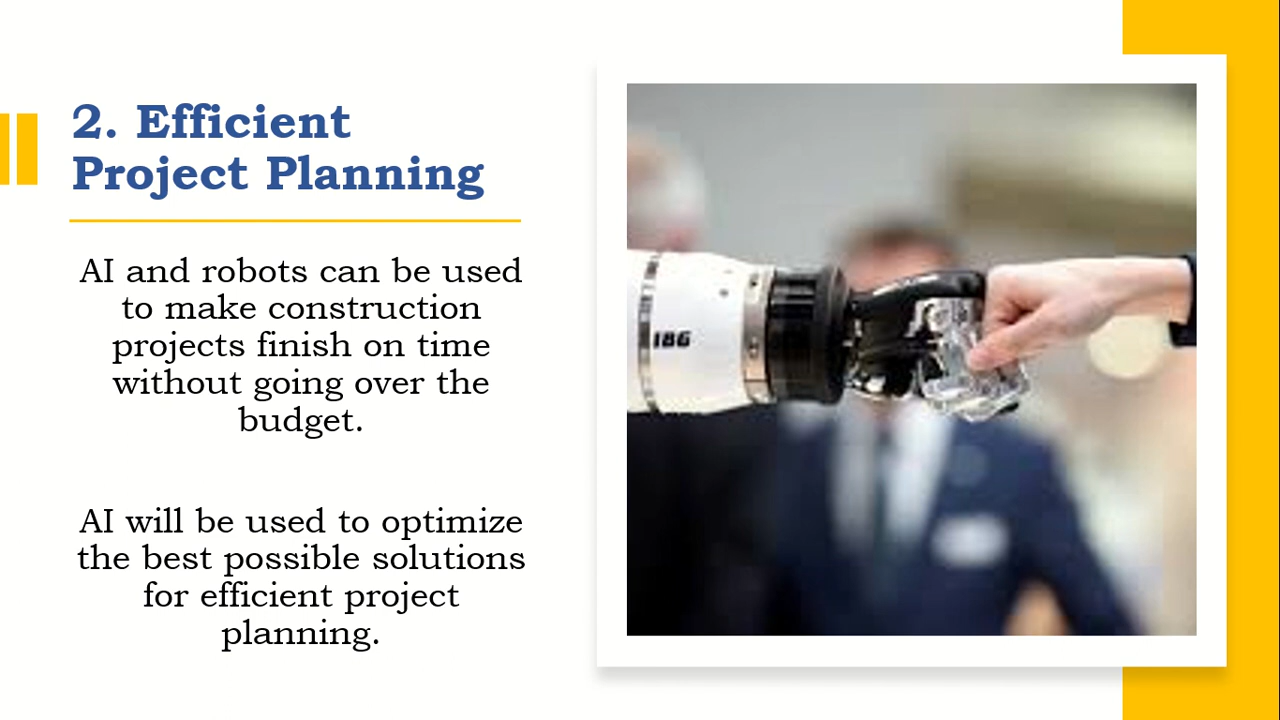 2. Efficient
Project Planning
AI and robots can be used
to make construction
projects finish on time
without going over the
budget.
AI will be used to optimize
the best possible solutions
for efficient project
planning.
IBG